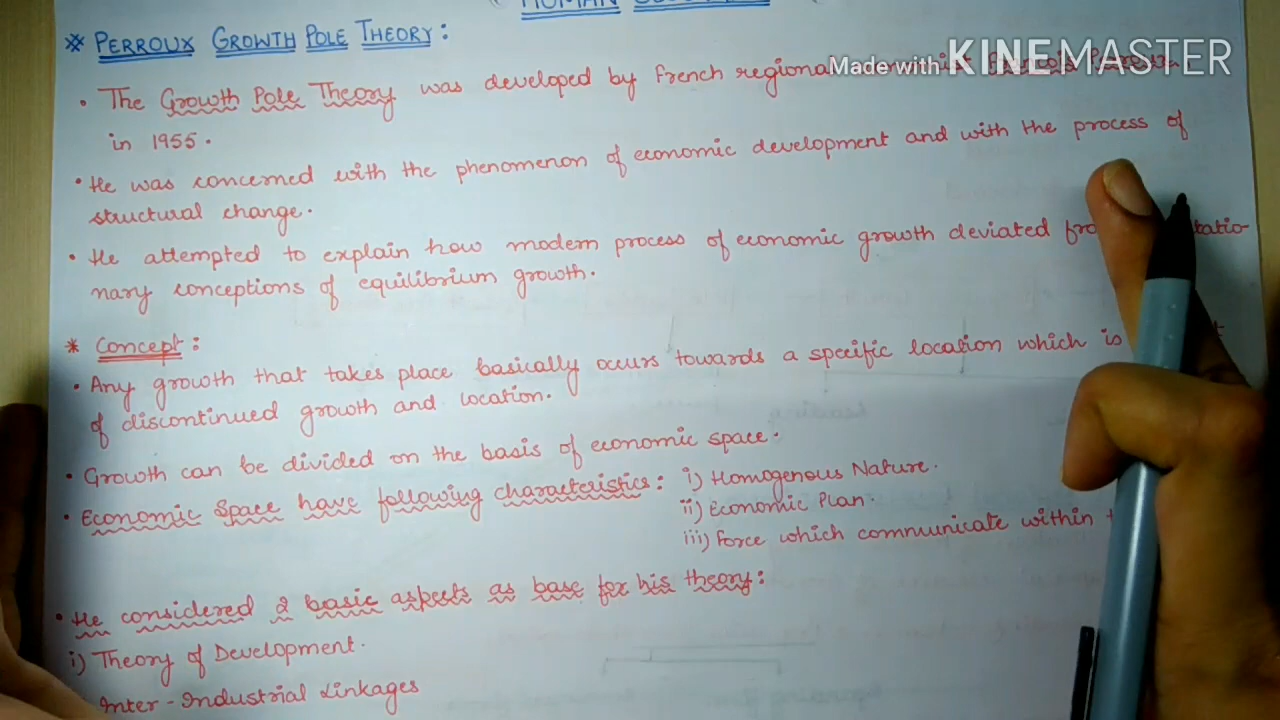 * PERROUX GROWTH POLE THEORY:
Made with KINEMASTER
• The Growth Pole Theory was developed by French regional
in 1955.
• He was concerned with the phenomenon of economic development and with the process of
structural change.
• He attempted to explain how modern process of economic growth deviated
nary conceptions of equilibrium growth.
* Concept:
• Any growth that takes place basically occurs towards a specific location which is
of discontinued growth and location.
• Growth can be divided on the basis of economic space.
• Economic Space have following characteristics: i) Homogenous Nature.
ii) Economic Plan.
iii) Force which communicate within
• He considered 2 basic aspects as base for his theory:
i) Theory of Development.
Inter-Industrial Linkages